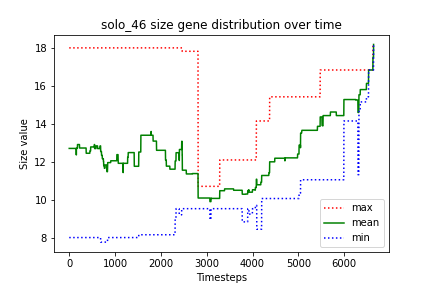 solo_46 size gene distribution over time
Size value
18
16
14
12
10
8
0
1000
2000
3000
4000
5000
6000
Timesteps
max
mean
min